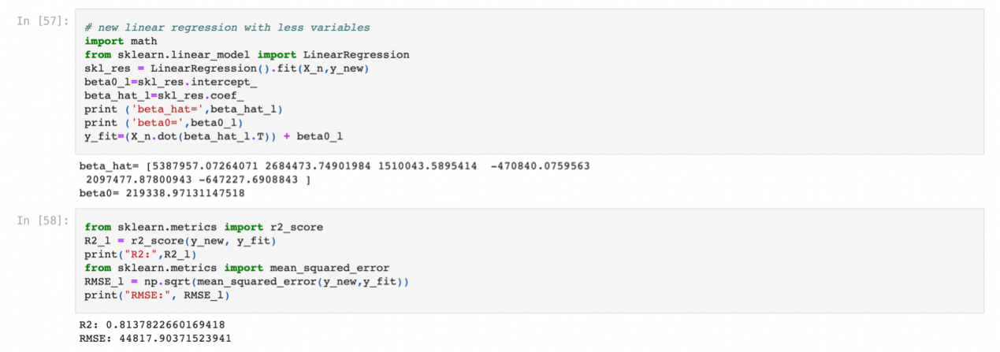 In [57]:
# new linear regression with less variables
import math
from sklearn.linear_model import LinearRegression
skl_res = LinearRegression().fit(X_n,y_new)
beta0_l=skl_res.intercept_
beta_hat_l=skl_res.coef_
print ('beta_hat=',beta_hat_l)
print ('beta0=',beta0_l)
y_fit=(X_n.dot(beta_hat_l.T)) + beta0_l
beta_hat= [5387957.07264071 2684473.74901984 1510043.5895414  -470840.0759563
 2097477.87800943 -647227.6908843 ]
beta0= 219338.97131147518
In [58]:
from sklearn.metrics import r2_score
R2_l = r2_score(y_new, y_fit)
print("R2:",R2_l)
from sklearn.metrics import mean_squared_error
RMSE_l = np.sqrt(mean_squared_error(y_new,y_fit))
print("RMSE:", RMSE_l)
R2: 0.8137822660169418
RMSE: 44817.90371523941